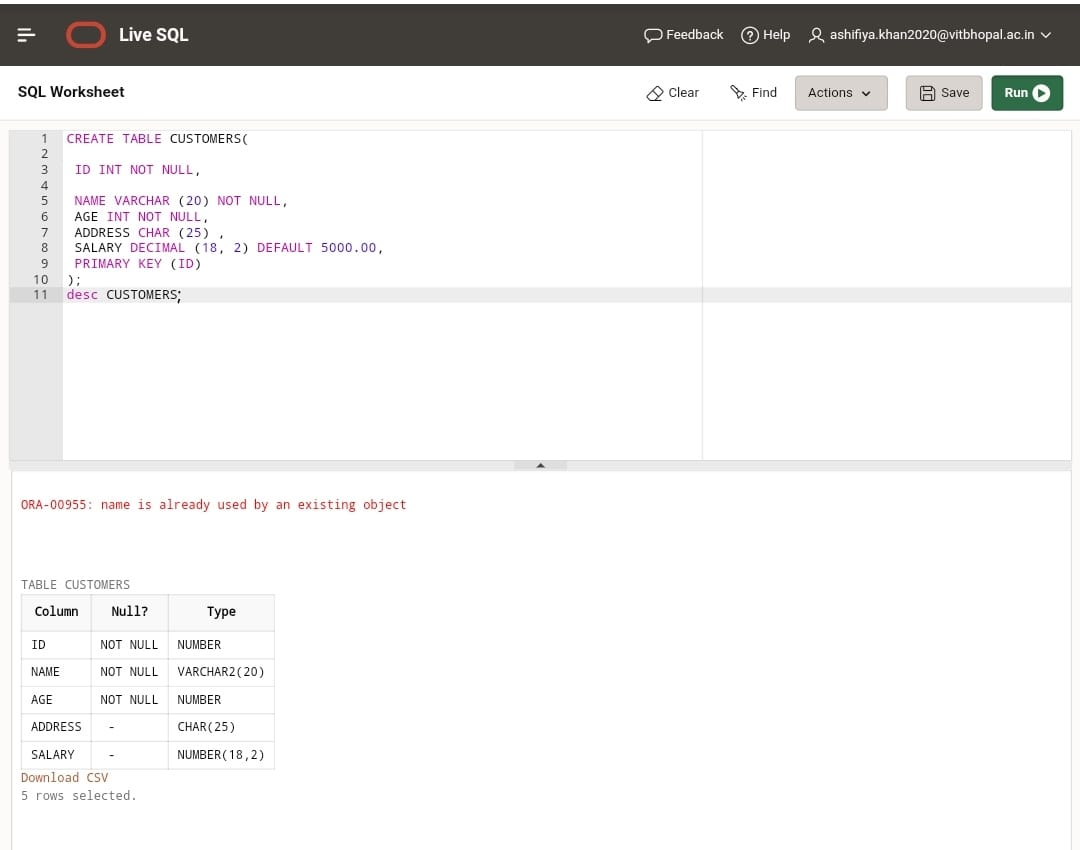 Live SQL
Feedback
Help
ashifiya.khan2020@vitbhopal.ac.in
SQL Worksheet
Clear
Find
Actions
Save
Run
1 CREATE TABLE CUSTOMERS(
2
3 ID INT NOT NULL,
4
5 NAME VARCHAR (20) NOT NULL,
6 AGE INT NOT NULL,
7 ADDRESS CHAR (25) ,
8 SALARY DECIMAL (18, 2) DEFAULT 5000.00,
9 PRIMARY KEY (ID)
10 );
11 desc CUSTOMERS;
ORA-00955: name is already used by an existing object
TABLE CUSTOMERS
Column Null? Type
ID NOT NULL NUMBER
NAME NOT NULL VARCHAR2(20)
AGE NOT NULL NUMBER
ADDRESS - CHAR(25)
SALARY - NUMBER(18,2)
Download CSV
5 rows selected.